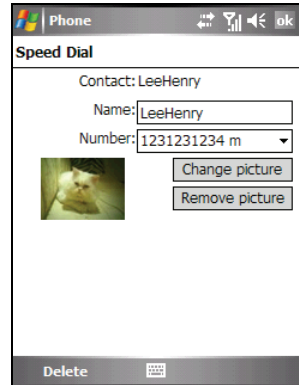 Phone ok
Speed Dial
Contact: LeeHenry
Name: LeeHenry
Number: 1231231234 m
Change picture
Remove picture
Delete